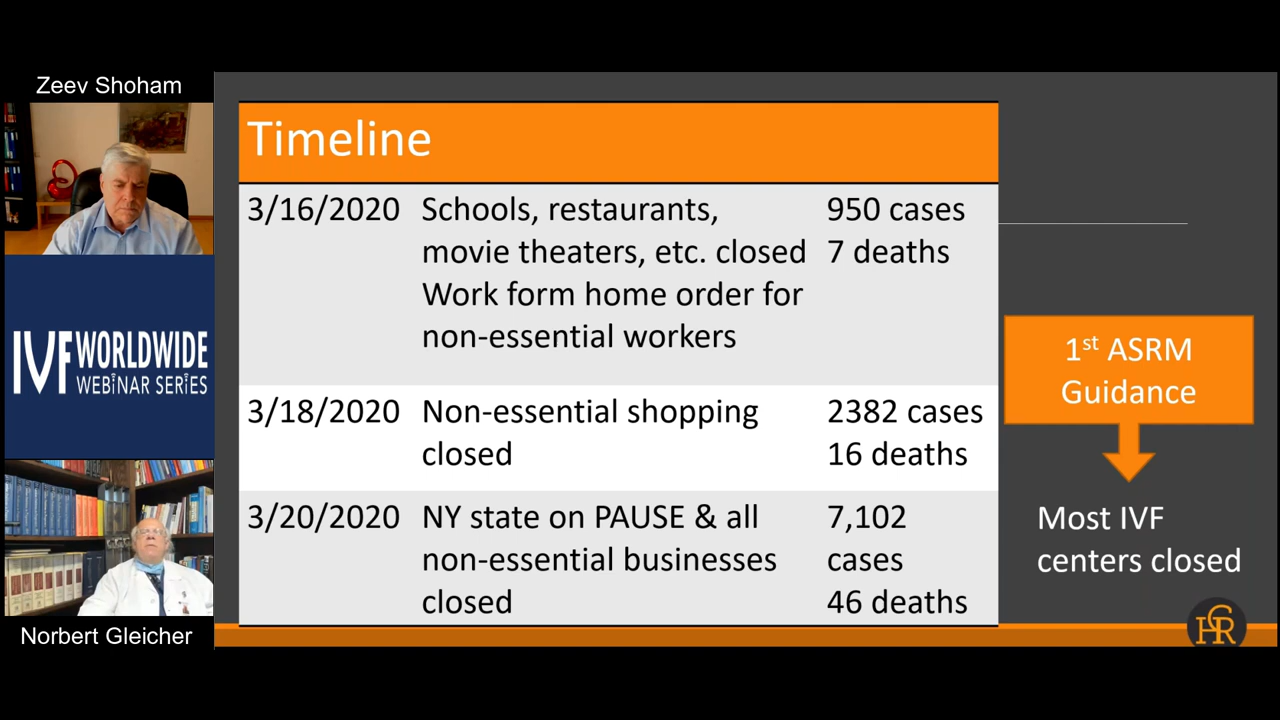 Zeev Shoham
IVF WORLDWIDE
WEBINAR SERIES
Norbert Gleicher
Timeline
3/16/2020 Schools, restaurants, 950 cases
movie theaters, etc. closed 7 deaths
Work form home order for
non-essential workers
3/18/2020 Non-essential shopping 2382 cases
closed 16 deaths
3/20/2020 NY state on PAUSE & all 7,102
non-essential businesses cases
closed 46 deaths
1st ASRM
Guidance
Most IVF
centers closed
CHR